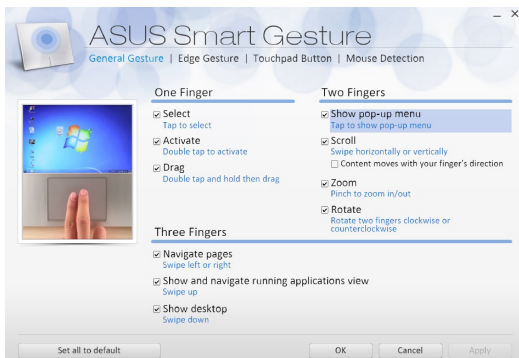 ASUS Smart Gesture
General Gesture | Edge Gesture | Touchpad Button | Mouse Detection
One Finger
Select
Tap to select
Activate
Double tap to activate
Drag
Double tap and hold then drag
Two Fingers
Show pop-up menu
Tap to show pop-up menu
Scroll
Swipe horizontally or vertically
Content moves with your finger's direction
Zoom
Pinch to zoom in/out
Rotate
Rotate two fingers clockwise or
counterclockwise
Three Fingers
Navigate pages
Swipe left or right
Show and navigate running applications view
Swipe up
Show desktop
Swipe down
Set all to default
OK
Cancel
Apply